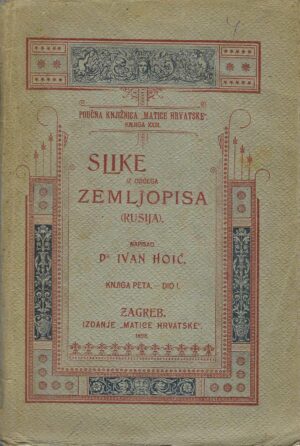 POUČNA KNJIŽNICA „MATICE HRVATSKE“
KNJIGA XXIII.
SLIKE
IZ OBĆEGA
ZEMLJOPISA
(RUSIJA).
NAPISAO
DR IVAN HOIĆ.
KNJIGA PETA. — DIO I.
ZAGREB.
IZDANJE „MATICE HRVATSKE“.